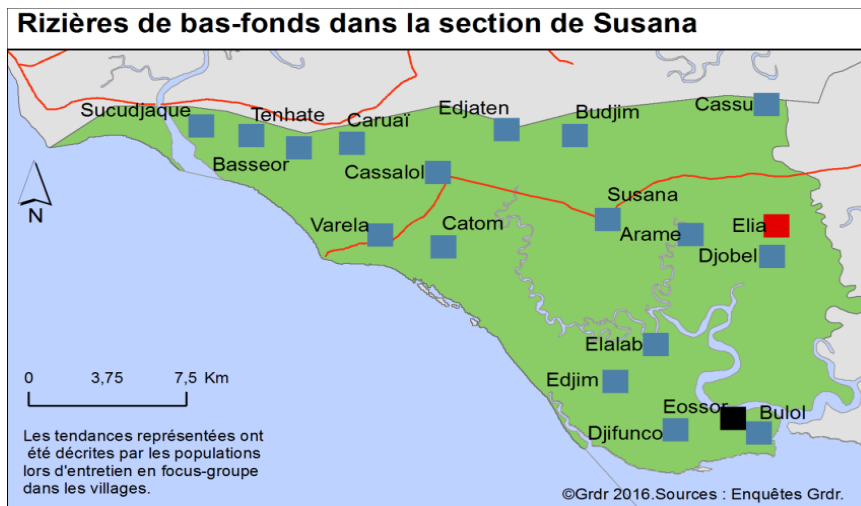 Rizières de bas-fonds dans la section de Susana
Cassu
Sucudjaque
Tenhate
Caruaï
Edjaten
Budjim
Basseor
Cassalol
Susana
Varela
Catom
Arame
Elia
Djobel
N
Elalab
0 3,75 7,5 Km
Edjim
Eossor
Bulol
Djifunco
Les tendances représentées ont
été décrites par les populations
lors d'entretien en focus-groupe
dans les villages.
©Grdr 2016.Sources : Enquêtes Grdr.